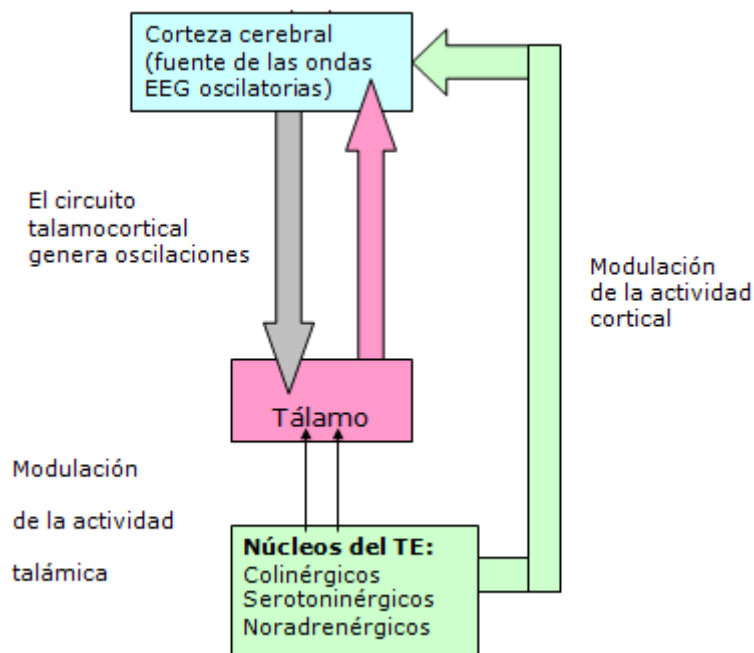 Corteza cerebral
(fuente de las ondas
EEG oscilatorias)
El circuito
talamocortical
genera oscilaciones
Modulación
de la actividad
cortical
Tálamo
Modulación
de la actividad
talámica
Núcleos del TE:
Colinérgicos
Serotoninérgicos
Noradrenérgicos